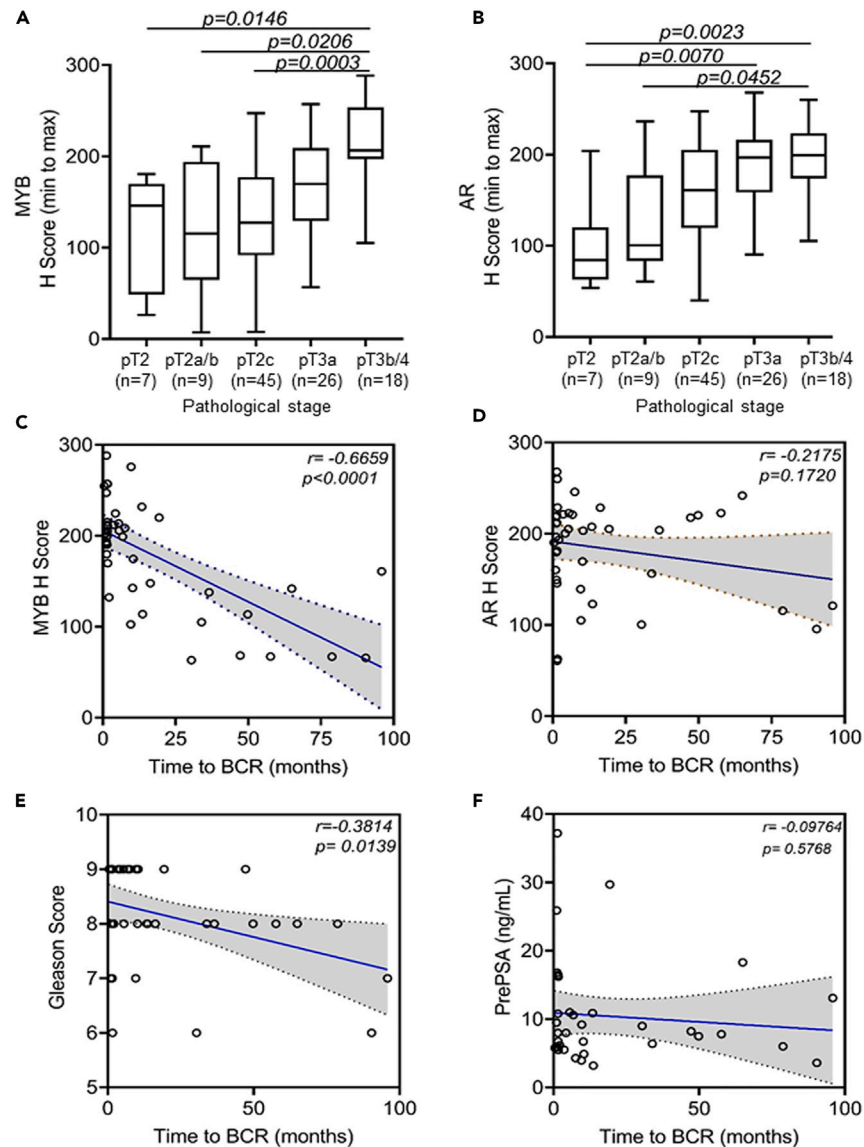 A
p=0.0146
p=0.0206
p=0.0003
MYB
H Score (min to max)
300
200
100
0
pT2 pT2a/b pT2c pT3a pT3b/4
(n=7) (n=9) (n=45) (n=26) (n=18)
Pathological stage
B
p=0.0023
p=0.0070
p=0.0452
AR
H Score (min to max)
300
200
100
0
pT2 pT2a/b pT2c pT3a pT3b/4
(n=7) (n=9) (n=45) (n=26) (n=18)
Pathological stage
C
r= -0.6659
p<0.0001
MYB H Score
300
200
100
0
0 25 50 75 100
Time to BCR (months)
D
r= -0.2175
p=0.1720
AR H Score
300
200
100
0
0 25 50 75 100
Time to BCR (months)
E
r=-0.3814
p= 0.0139
Gleason Score
10
9
8
7
6
5
0 50 100
Time to BCR (months)
F
r= -0.09764
p= 0.5768
PrePSA (ng/mL)
40
30
20
10
0
0 50 100
Time to BCR (months)